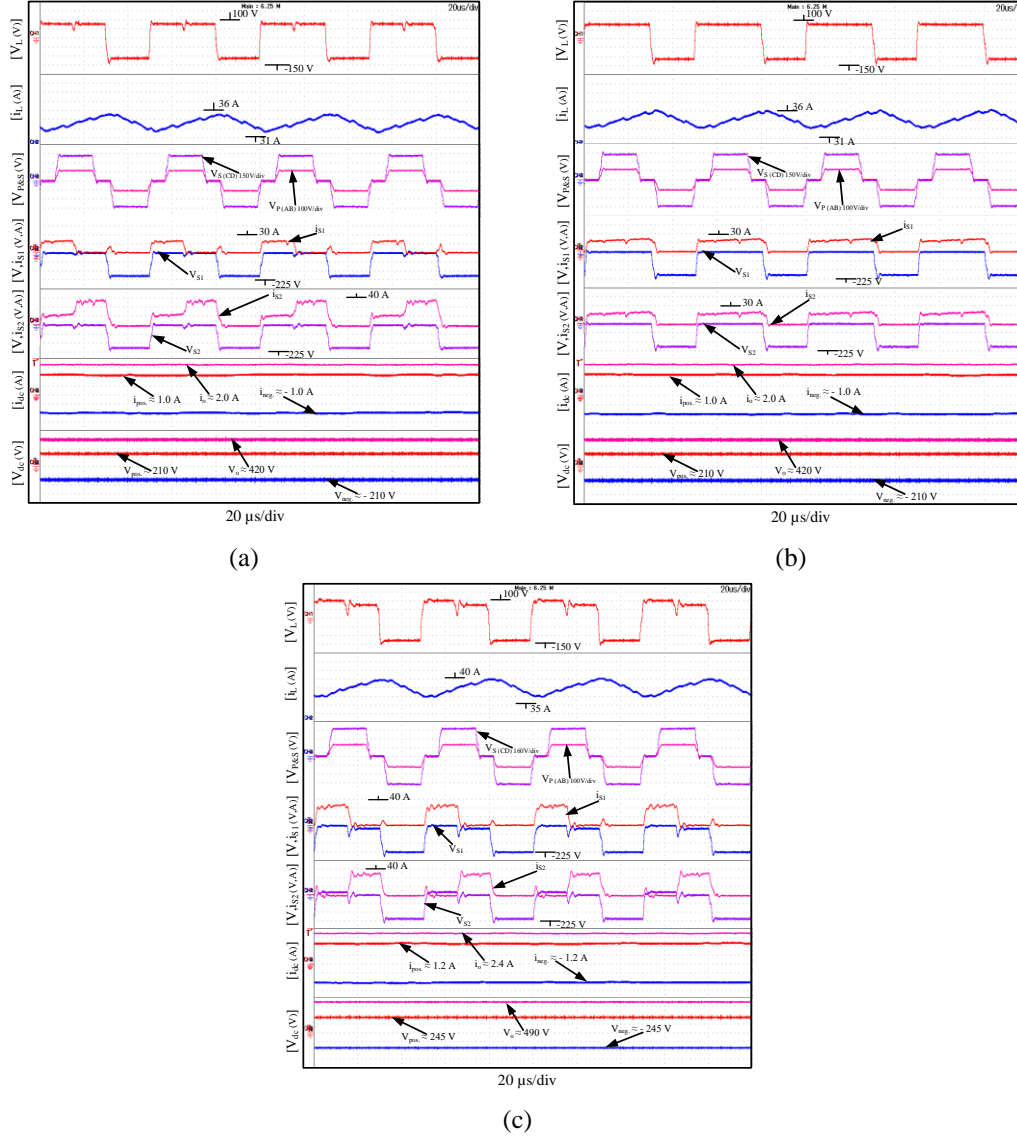 Main : 6.25 M
20us/div
[V_L (V)]
100 V
-150 V
[i_L (A)]
36 A
31 A
[V_P&S (V)]
V_S (CD) 150V/div
V_P (AB) 100V/div
[V,i_S1 (V,A)]
30 A
i_S1
V_S1
-225 V
[V,i_S2 (V,A)]
i_S2
40 A
V_S2
-225 V
[i_dc (A)]
i_pos. ≈ 1.0 A
i_o ≈ 2.0 A
i_neg. ≈ - 1.0 A
[V_dc (V)]
V_pos. ≈ 210 V
V_o ≈ 420 V
V_neg. ≈ - 210 V
20 µs/div
(a)
Main : 6.25 M
20us/div
[V_L (V)]
100 V
-150 V
[i_L (A)]
36 A
31 A
[V_P&S (V)]
V_S (CD) 150V/div
V_P (AB) 100V/div
[V,i_S1 (V,A)]
30 A
i_S1
V_S1
-225 V
[V,i_S2 (V,A)]
30 A
i_S2
V_S2
-225 V
[i_dc (A)]
i_pos. ≈ 1.0 A
i_o ≈ 2.0 A
i_neg. ≈ - 1.0 A
[V_dc (V)]
V_pos. ≈ 210 V
V_o ≈ 420 V
V_neg. ≈ - 210 V
20 µs/div
(b)
Main : 6.25 M
20us/div
[V_L (V)]
100 V
-150 V
[i_L (A)]
40 A
35 A
[V_P&S (V)]
V_S (CD) 160V/div
V_P (AB) 100V/div
[V,i_S1 (V,A)]
40 A
i_S1
V_S1
-225 V
[V,i_S2 (V,A)]
40 A
i_S2
V_S2
-225 V
[i_dc (A)]
i_pos. ≈ 1.2 A
i_o ≈ 2.4 A
i_neg. ≈ - 1.2 A
[V_dc (V)]
V_pos. ≈ 245 V
V_o ≈ 490 V
V_neg. ≈ - 245 V
20 µs/div
(c)